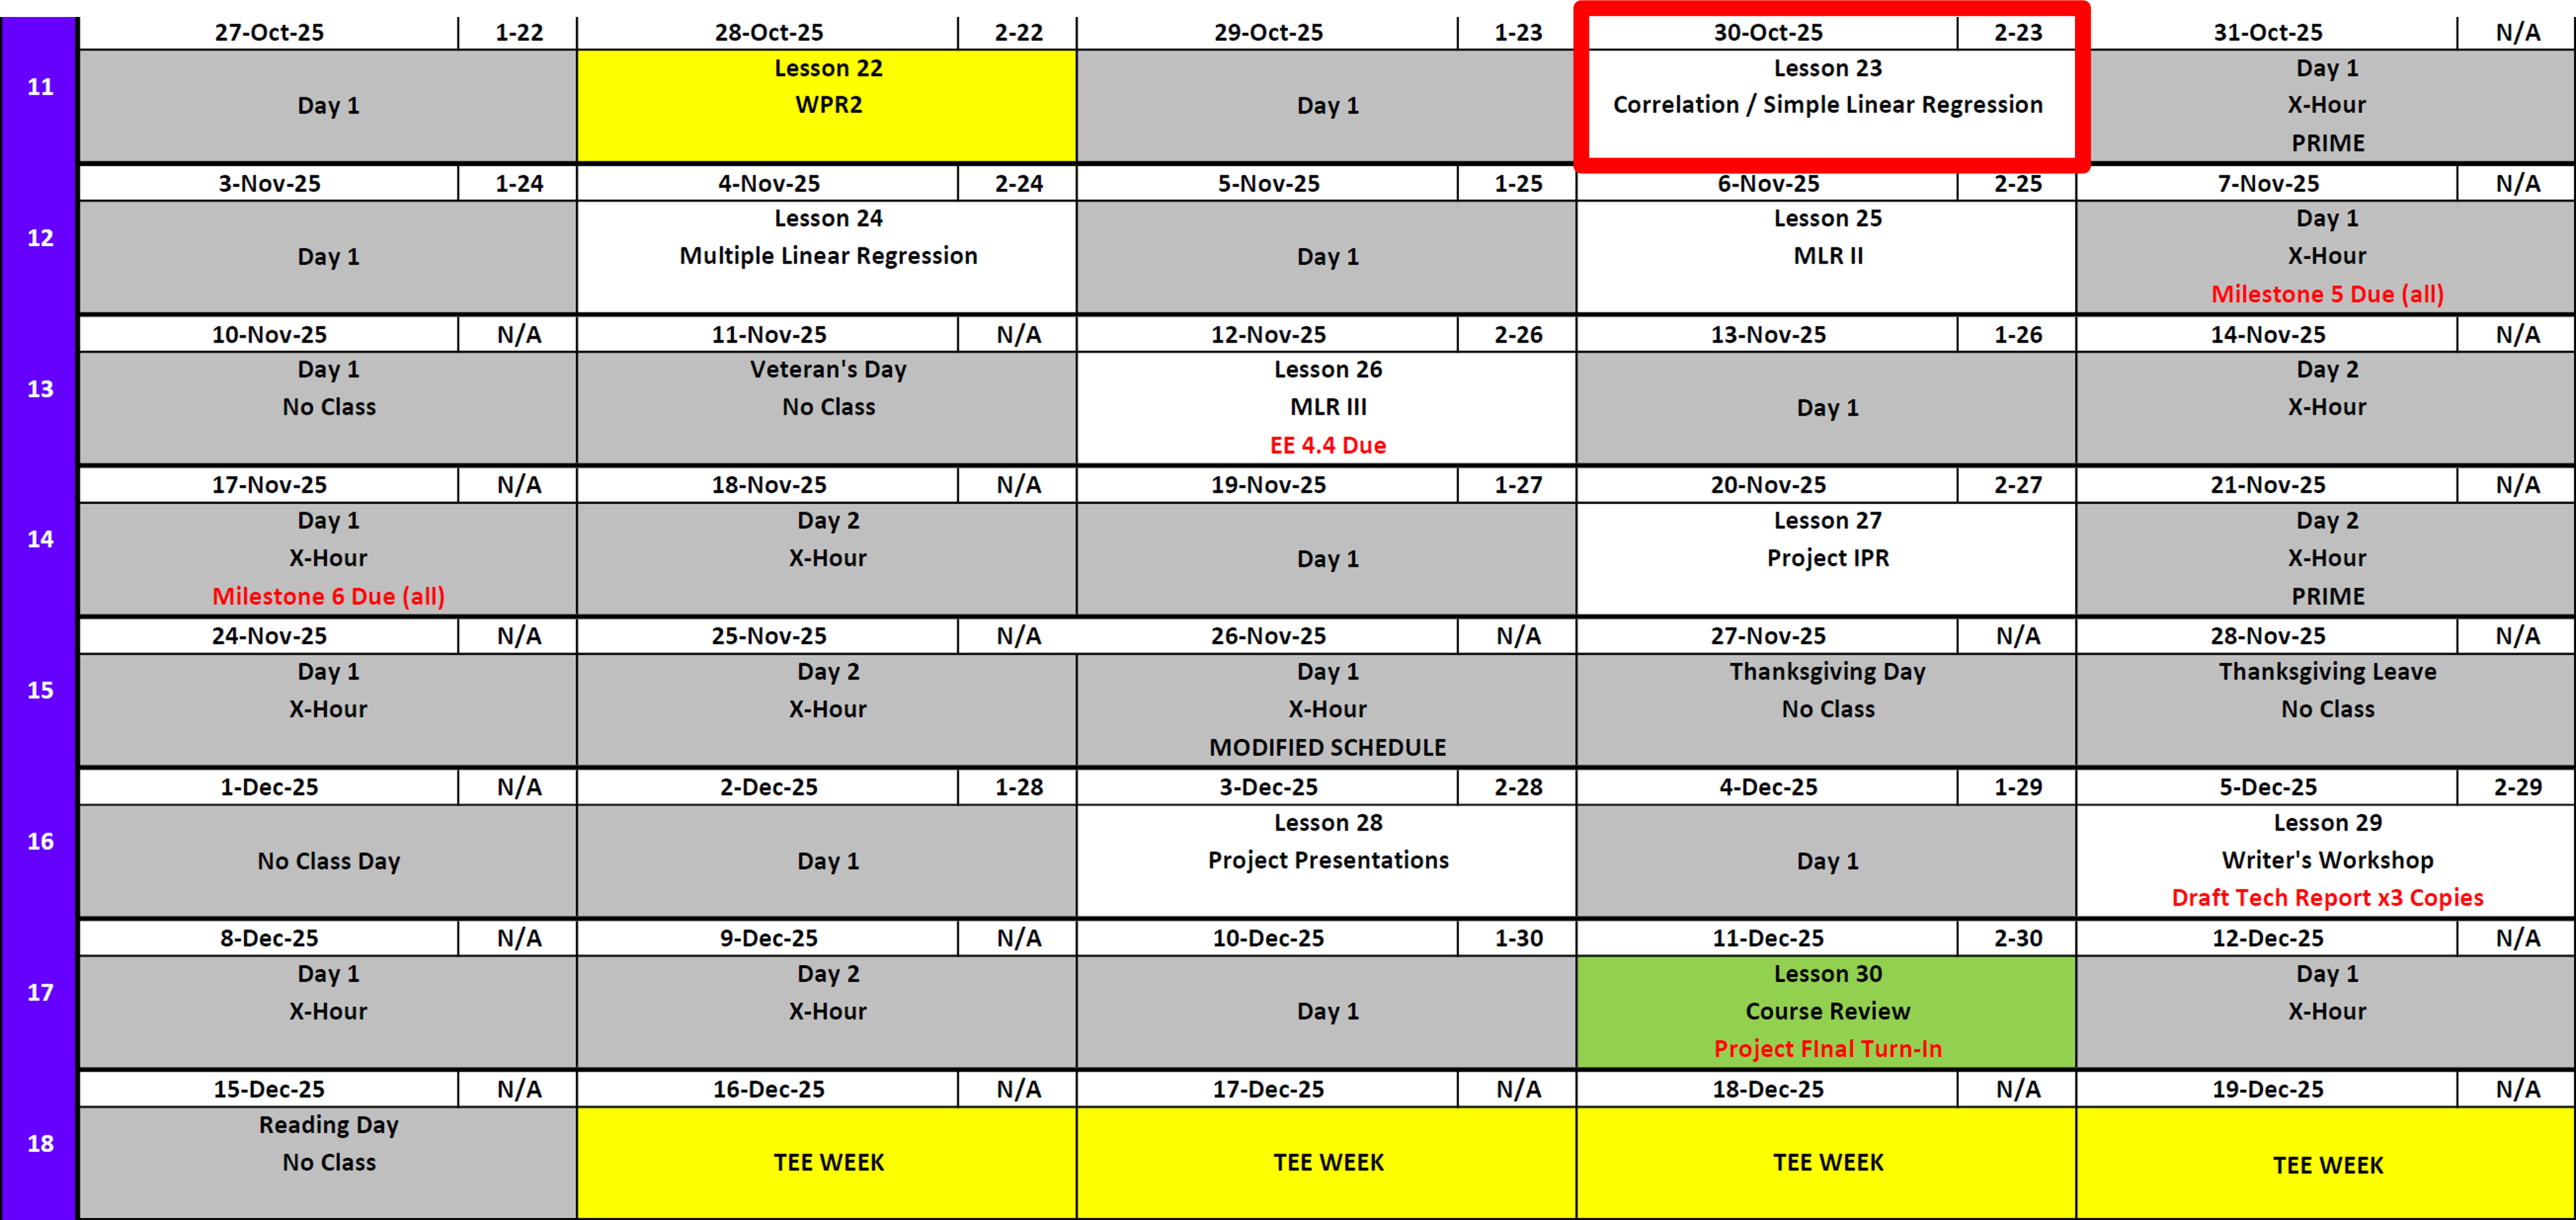 27-Oct-25 1-22 28-Oct-25 2-22 29-Oct-25 1-23 30-Oct-25 2-23 31-Oct-25 N/A
11
Day 1
Lesson 22
WPR2
Day 1
Lesson 23
Correlation / Simple Linear Regression
Day 1
X-Hour
PRIME
3-Nov-25 1-24 4-Nov-25 2-24 5-Nov-25 1-25 6-Nov-25 2-25 7-Nov-25 N/A
12
Day 1
Lesson 24
Multiple Linear Regression
Day 1
Lesson 25
MLR II
Day 1
X-Hour
Milestone 5 Due (all)
10-Nov-25 N/A 11-Nov-25 N/A 12-Nov-25 2-26 13-Nov-25 1-26 14-Nov-25 N/A
13
Day 1
No Class
Veteran's Day
No Class
Lesson 26
MLR III
EE 4.4 Due
Day 1
Day 2
X-Hour
17-Nov-25 N/A 18-Nov-25 N/A 19-Nov-25 1-27 20-Nov-25 2-27 21-Nov-25 N/A
14
Day 1
X-Hour
Milestone 6 Due (all)
Day 2
X-Hour
Day 1
Lesson 27
Project IPR
Day 2
X-Hour
PRIME
24-Nov-25 N/A 25-Nov-25 N/A 26-Nov-25 N/A 27-Nov-25 N/A 28-Nov-25 N/A
15
Day 1
X-Hour
Day 2
X-Hour
Day 1
X-Hour
MODIFIED SCHEDULE
Thanksgiving Day
No Class
Thanksgiving Leave
No Class
1-Dec-25 N/A 2-Dec-25 1-28 3-Dec-25 2-28 4-Dec-25 1-29 5-Dec-25 2-29
16
No Class Day
Day 1
Lesson 28
Project Presentations
Day 1
Lesson 29
Writer's Workshop
Draft Tech Report x3 Copies
8-Dec-25 N/A 9-Dec-25 N/A 10-Dec-25 1-30 11-Dec-25 2-30 12-Dec-25 N/A
17
Day 1
X-Hour
Day 2
X-Hour
Day 1
Lesson 30
Course Review
Project FInal Turn-In
Day 1
X-Hour
15-Dec-25 N/A 16-Dec-25 N/A 17-Dec-25 N/A 18-Dec-25 N/A 19-Dec-25 N/A
18
Reading Day
No Class
TEE WEEK
TEE WEEK
TEE WEEK
TEE WEEK